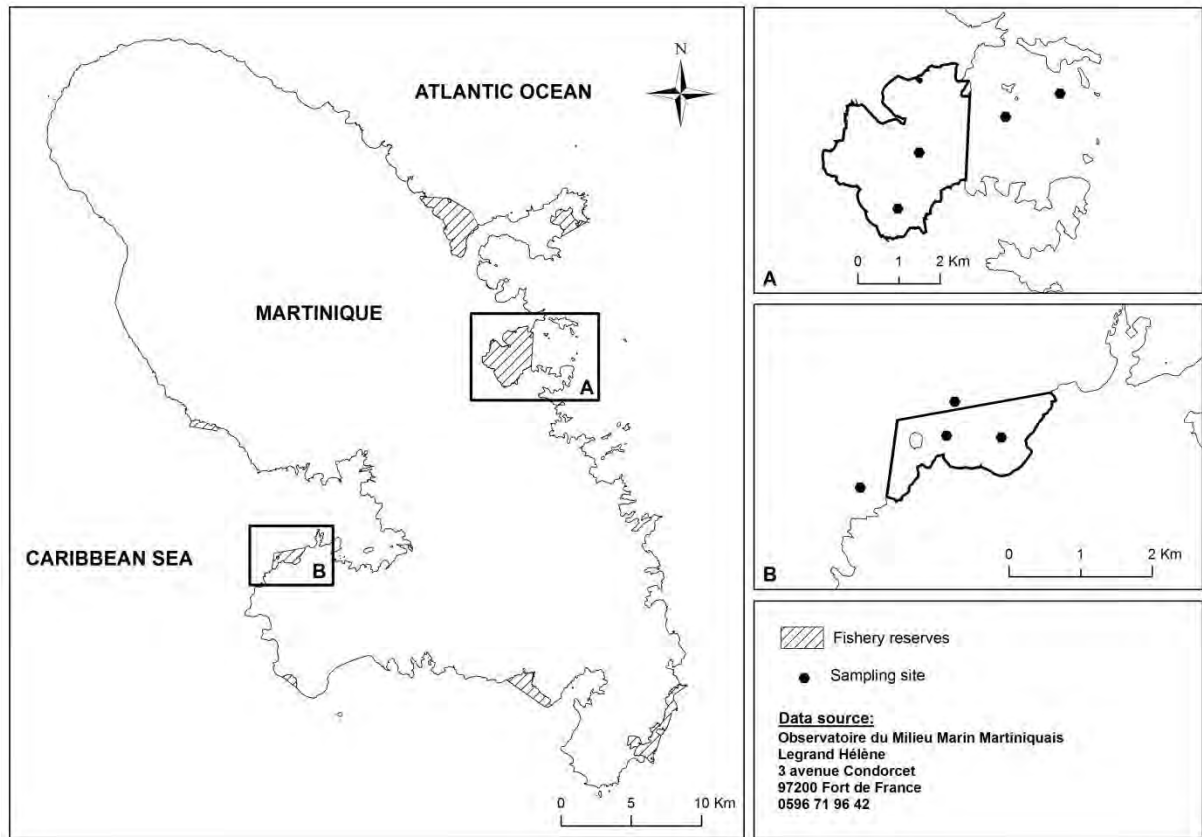 N
ATLANTIC OCEAN
MARTINIQUE
A
CARIBBEAN SEA
B
0 5 10 Km
0 1 2 Km
A
0 1 2 Km
B
Fishery reserves
Sampling site
Data source:
Observatoire du Milieu Marin Martiniquais
Legrand Hélène
3 avenue Condorcet
97200 Fort de France
0596 71 96 42